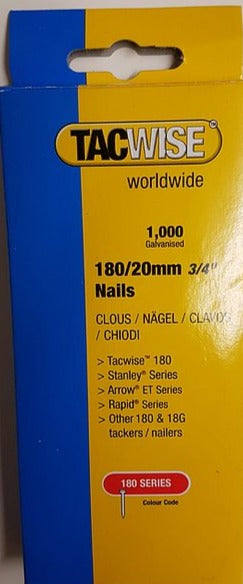 TACWISE™
worldwide
1,000
Galvanised
180/20mm 3/4"
Nails
CLOUS / NÄGEL / CLAVOS
/ CHIODI
> Tacwise™ 180
> Stanley® Series
> Arrow® ET Series
> Rapid® Series
> Other 180 & 18G
tackers / nailers
180 SERIES
Colour Code